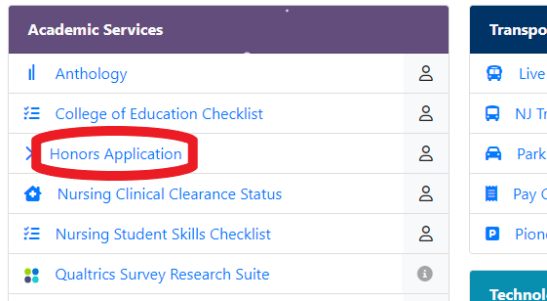 Academic Services
Anthology
College of Education Checklist
Honors Application
Nursing Clinical Clearance Status
Nursing Student Skills Checklist
Qualtrics Survey Research Suite
Transpo
Live
NJ Tr
Park
Pay
Pione
Technol